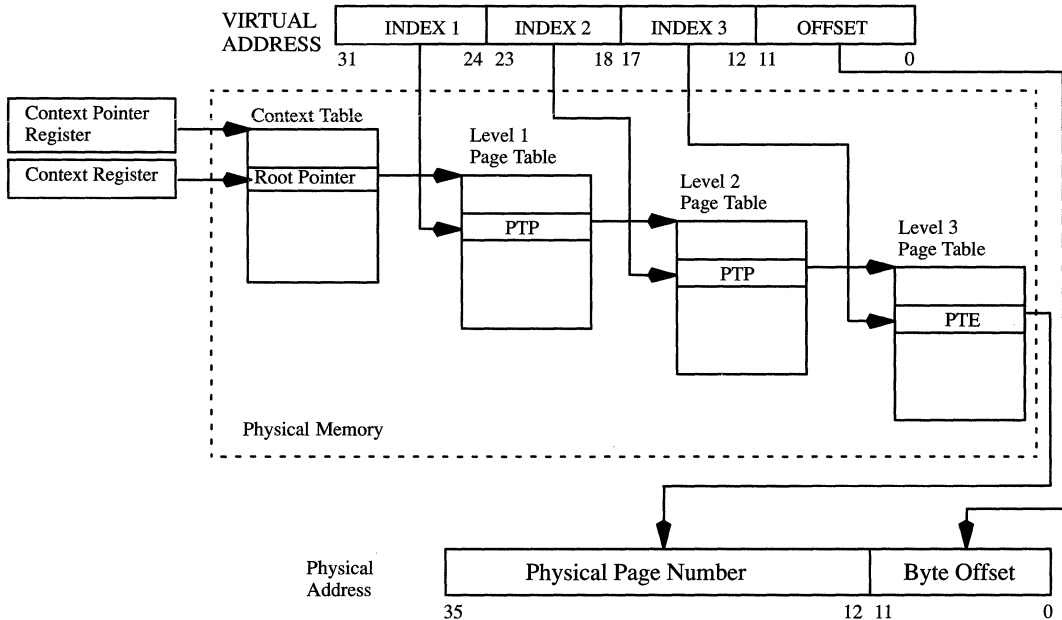 VIRTUAL
ADDRESS
INDEX 1 INDEX 2 INDEX 3 OFFSET
31 24 23 18 17 12 11 0
Context Pointer
Register
Context Register
Context Table
Root Pointer
Level 1
Page Table
PTP
Level 2
Page Table
PTP
Level 3
Page Table
PTE
Physical Memory
Physical
Address
Physical Page Number Byte Offset
35 12 11 0